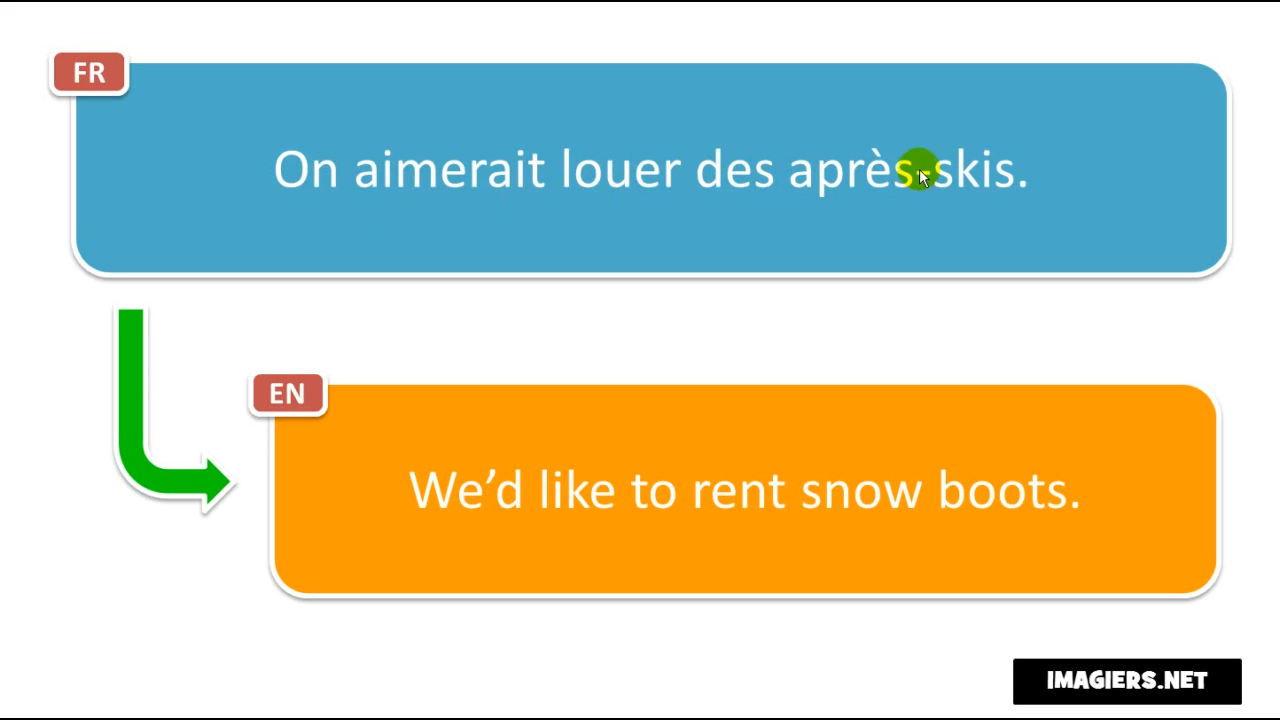 FR
On aimerait louer des après-skis.
EN
We’d like to rent snow boots.
IMAGIERS.NET